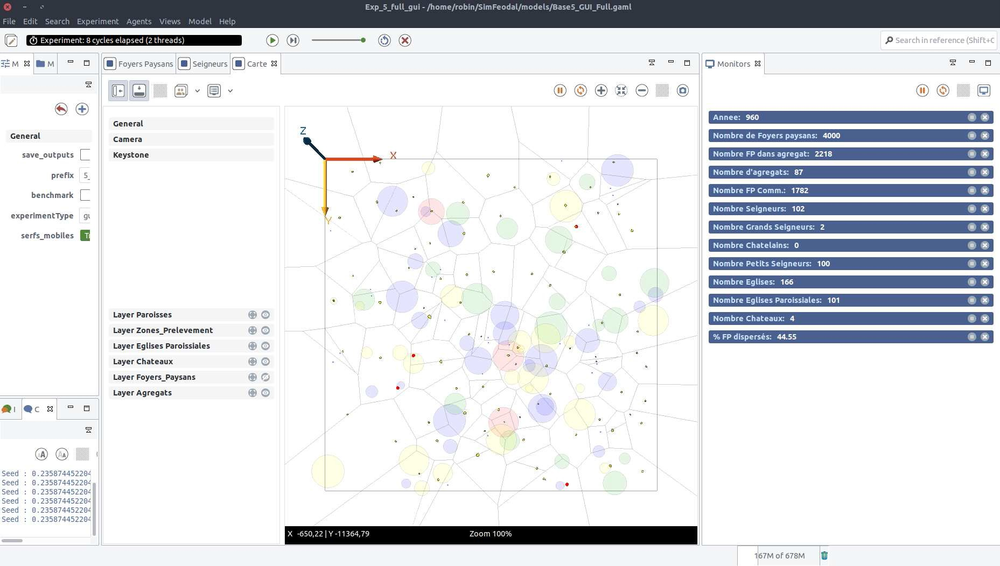 Exp_5_full_gui - /home/robin/SimFeodal/models/Base5_GUI_Full.gaml
File Edit Search Experiment Agents Views Model Help
Experiment: 8 cycles elapsed (2 threads)
Search in reference (Shift+C
M
M
General
save_outputs
prefix 5_
benchmark
experimentType gu
serfs_mobiles Tr
I
C
AA
AA
Seed : 0.235874452204
Seed : 0.235874452204
Seed : 0.235874452204
Seed : 0.235874452204
Seed : 0.235874452204
Seed : 0.235874452204
Foyers Paysans
Seigneurs
Carte
General
Camera
Keystone
Layer Paroisses
Layer Zones_Prelevement
Layer Eglises Paroissiales
Layer Chateaux
Layer Foyers_Paysans
Layer Agregats
Z
X
Y
X -650,22 | Y -11364,79
Zoom 100%
Monitors
Annee: 960
Nombre de Foyers paysans: 4000
Nombre FP dans agregat: 2218
Nombre d'agregats: 87
Nombre FP Comm.: 1782
Nombre Seigneurs: 102
Nombre Grands Seigneurs: 2
Nombre Chatelains: 0
Nombre Petits Seigneurs: 100
Nombre Eglises: 166
Nombre Eglises Paroissiales: 101
Nombre Chateaux: 4
% FP dispersés: 44.55
167M of 678M